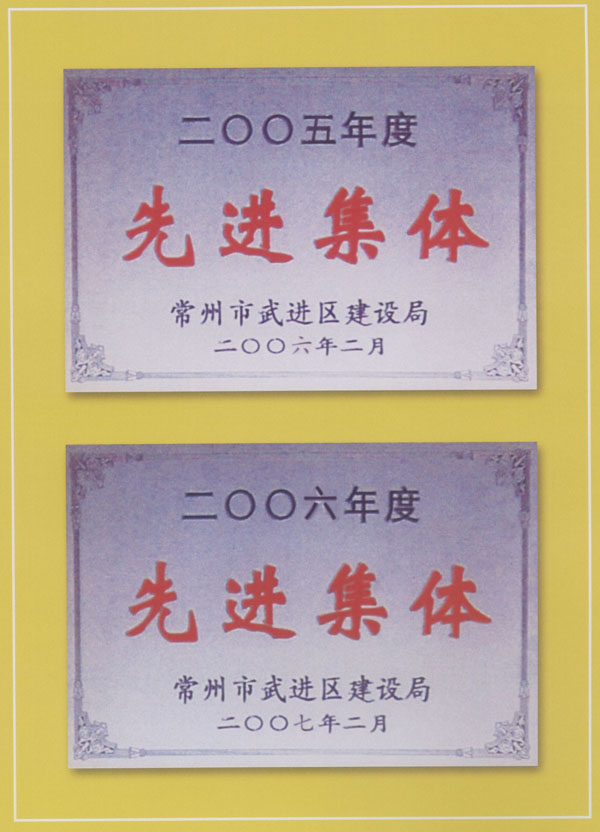 二〇〇五年度
先进集体
常州市武进区建设局
二〇〇六年二月
二〇〇六年度
先进集体
常州市武进区建设局
二〇〇七年二月